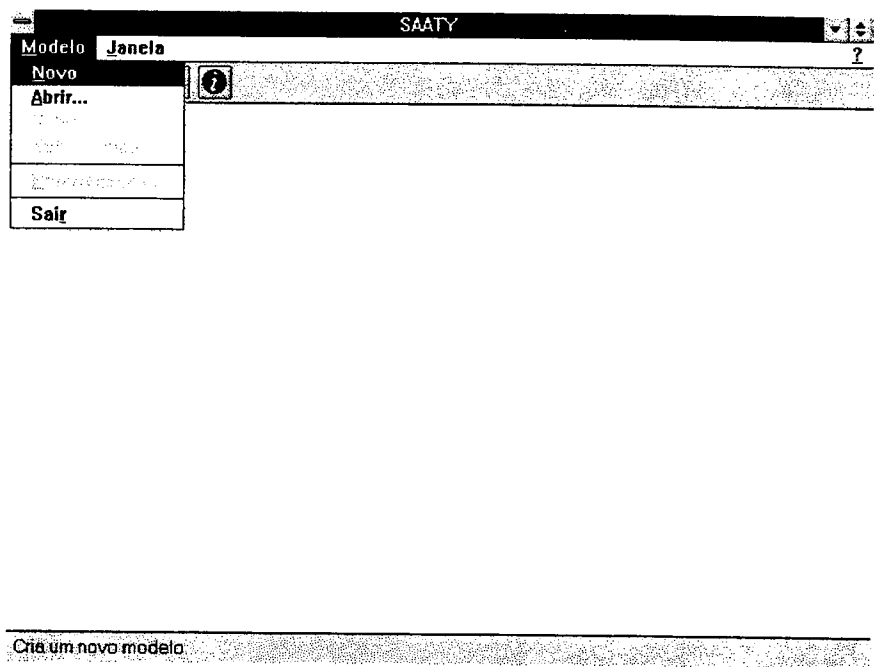 SAATY
Modelo Janela ?
Novo
Abrir...
Sair
Cria um novo modelo